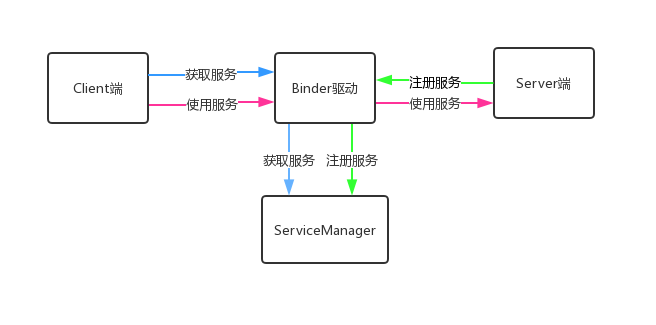 Client端
获取服务
使用服务
Binder驱动
注册服务
使用服务
Server端
获取服务
注册服务
ServiceManager